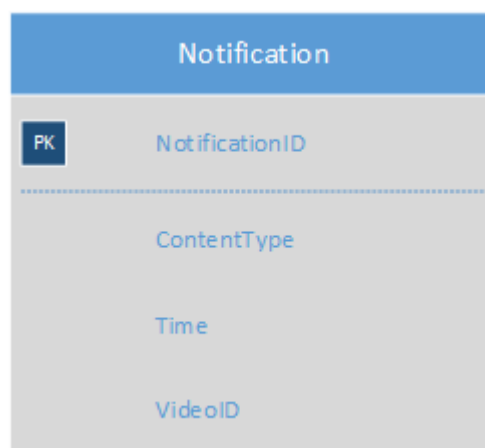 Notification
PK NotificationID
ContentType
Time
VideoID